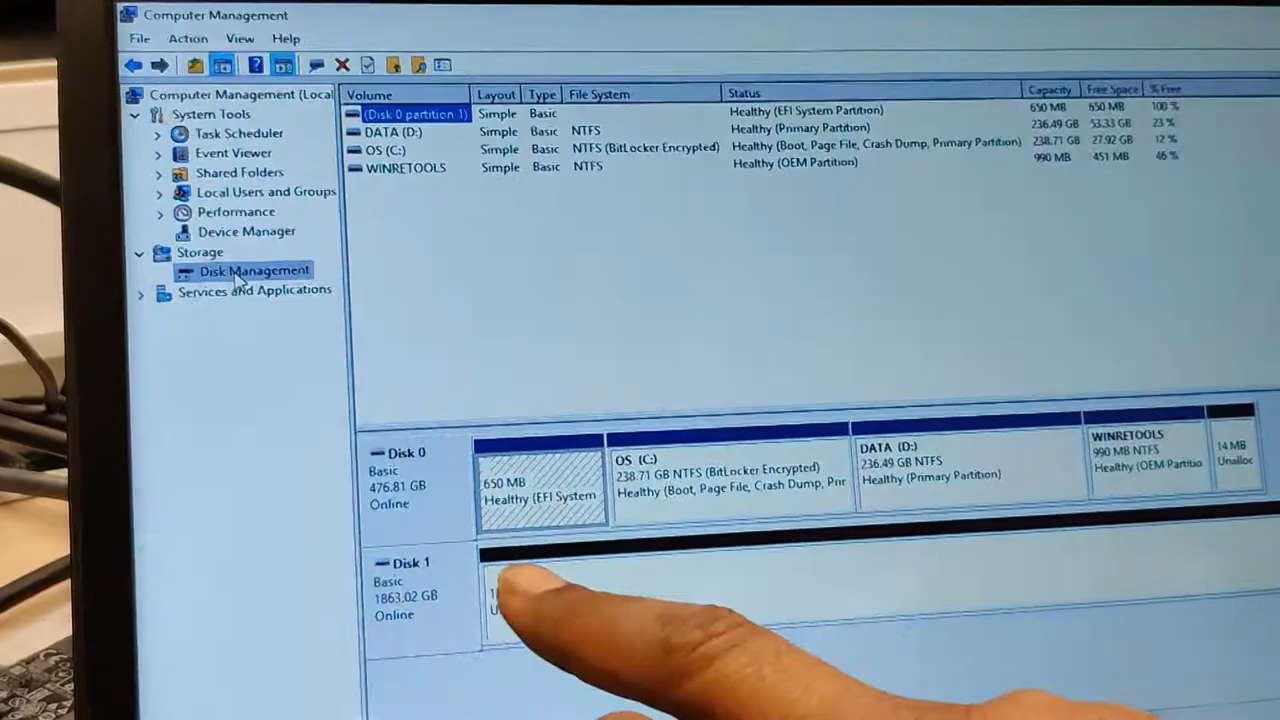 Computer Management
File Action View Help
Computer Management (Local
System Tools
Task Scheduler
Event Viewer
Shared Folders
Local Users and Groups
Performance
Device Manager
Storage
Disk Management
Services and Applications
Volume Layout Type File System Status Capacity Free Space % Free
(Disk 0 partition 1) Simple Basic Healthy (EFI System Partition) 650 MB 650 MB 100 %
DATA (D:) Simple Basic NTFS Healthy (Primary Partition) 236.49 GB 53.33 GB 23 %
OS (C:) Simple Basic NTFS (BitLocker Encrypted) Healthy (Boot, Page File, Crash Dump, Primary Partition) 238.71 GB 27.92 GB 12 %
WINRETOOLS Simple Basic NTFS Healthy (OEM Partition) 990 MB 451 MB 46 %
Disk 0
Basic
476.81 GB
Online
650 MB
Healthy (EFI System
OS (C:)
238.71 GB NTFS (BitLocker Encrypted)
Healthy (Boot, Page File, Crash Dump, Prir
DATA (D:)
236.49 GB NTFS
Healthy (Primary Partition)
WINRETOOLS
990 MB NTFS
Healthy (OEM Partitio
14 MB
Unalloc
Disk 1
Basic
1863.02 GB
Online